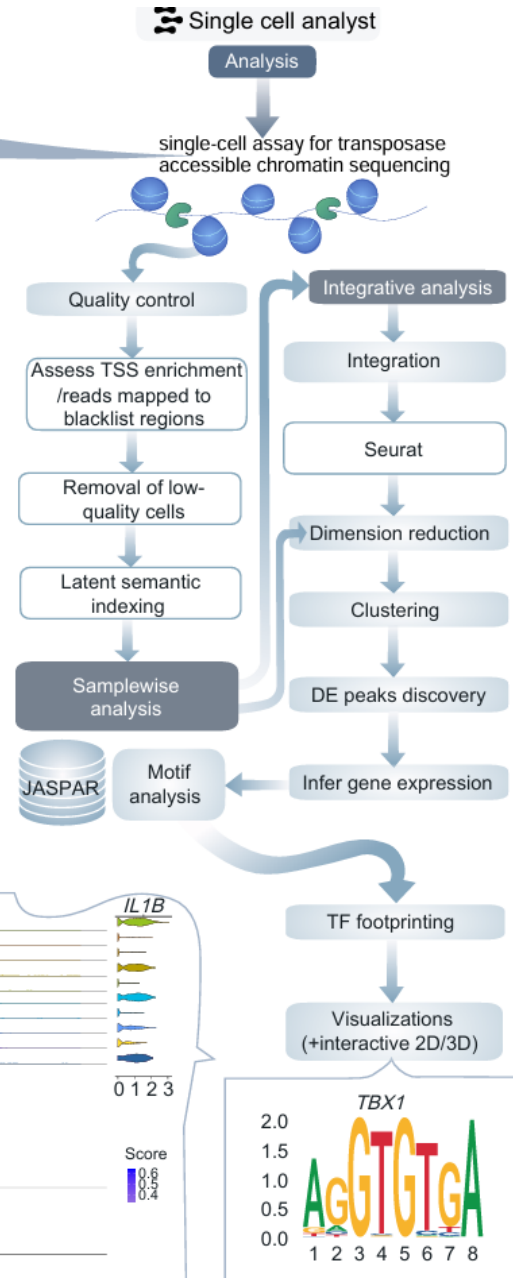 Single cell analyst
Analysis
single-cell assay for transposase
accessible chromatin sequencing
Quality control
Assess TSS enrichment
/reads mapped to
blacklist regions
Removal of low-
quality cells
Latent semantic
indexing
Samplewise
analysis
Integrative analysis
Integration
Seurat
Dimension reduction
Clustering
DE peaks discovery
Infer gene expression
Motif
analysis
JASPAR
TF footprinting
Visualizations
(+interactive 2D/3D)
IL1B
0 1 2 3
Score
0.6
0.5
0.4
TBX1
2.0
1.5
1.0
0.5
0.0
AGGTGTGA
1 2 3 4 5 6 7 8